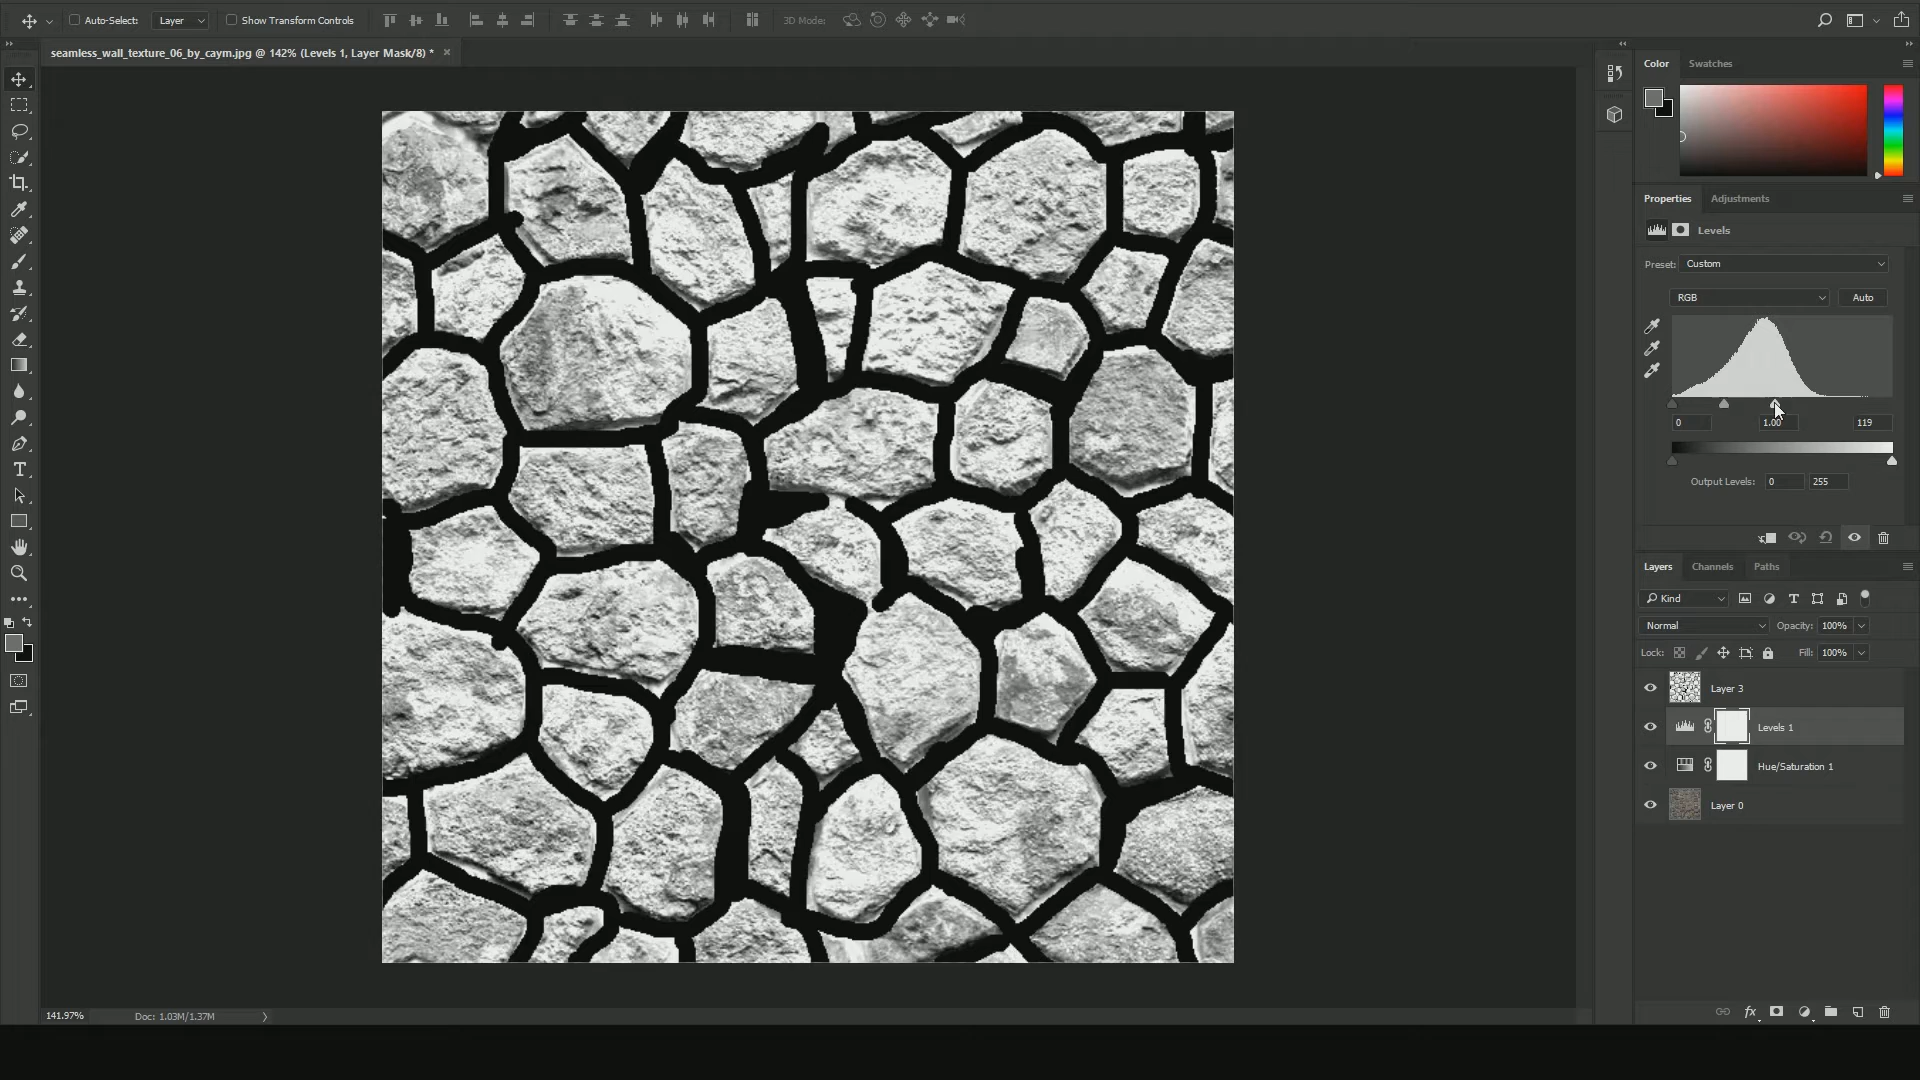 Auto-Select: Layer Show Transform Controls 3D Mode:
seamless_wall_texture_06_by_caym.jpg @ 142% (Levels 1, Layer Mask/8) * ×
Color Swatches
Properties Adjustments
Levels
Preset: Custom
RGB Auto
0 1.00 119
Output Levels: 0 255
Layers Channels Paths
Kind
Normal Opacity: 100%
Lock: Fill: 100%
Layer 3
Levels 1
Hue/Saturation 1
Layer 0
141.97% Doc: 1.03M/1.37M